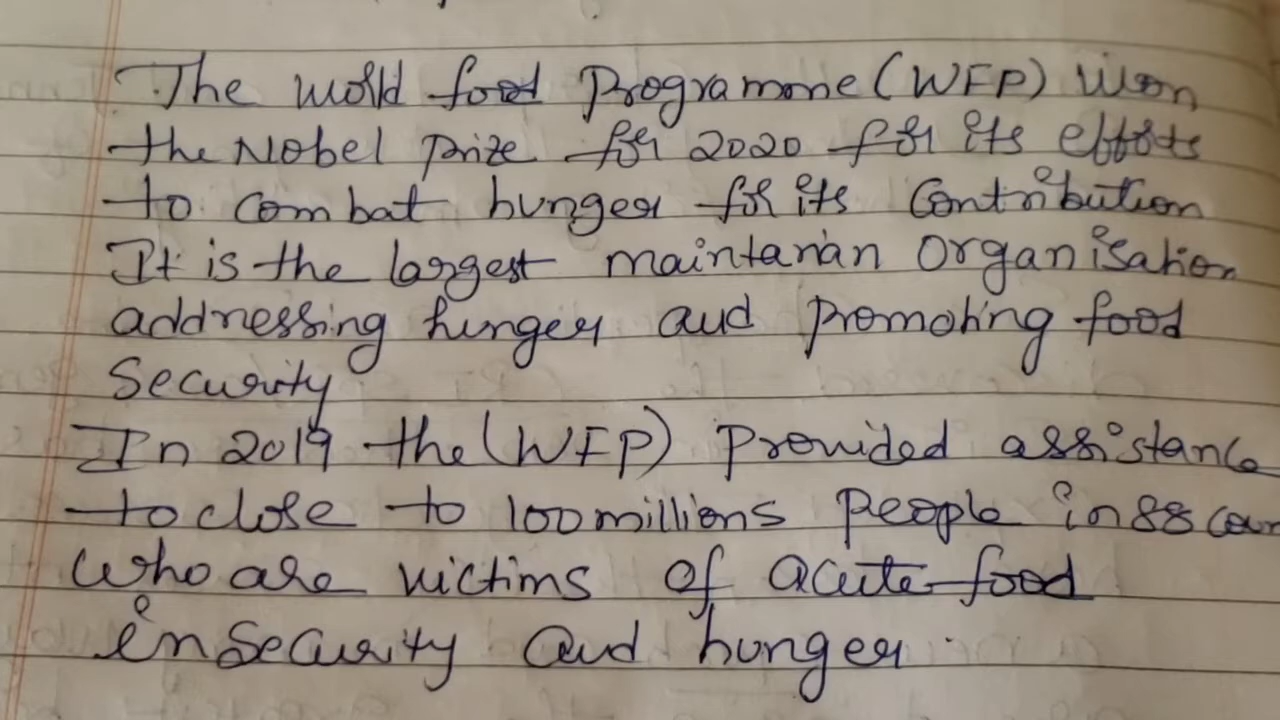 The world food Programme (WFP) Won
the Nobel prize for 2020 for its efforts
to combat hunger for its Contribution
It is the largest maintarian organisation
addressing hunger and promoting food
Security
In 2019 the (WFP) provided assistance
to close to 100 millions people in 88 coun
who are victims of acute food
insecurity and hunger.